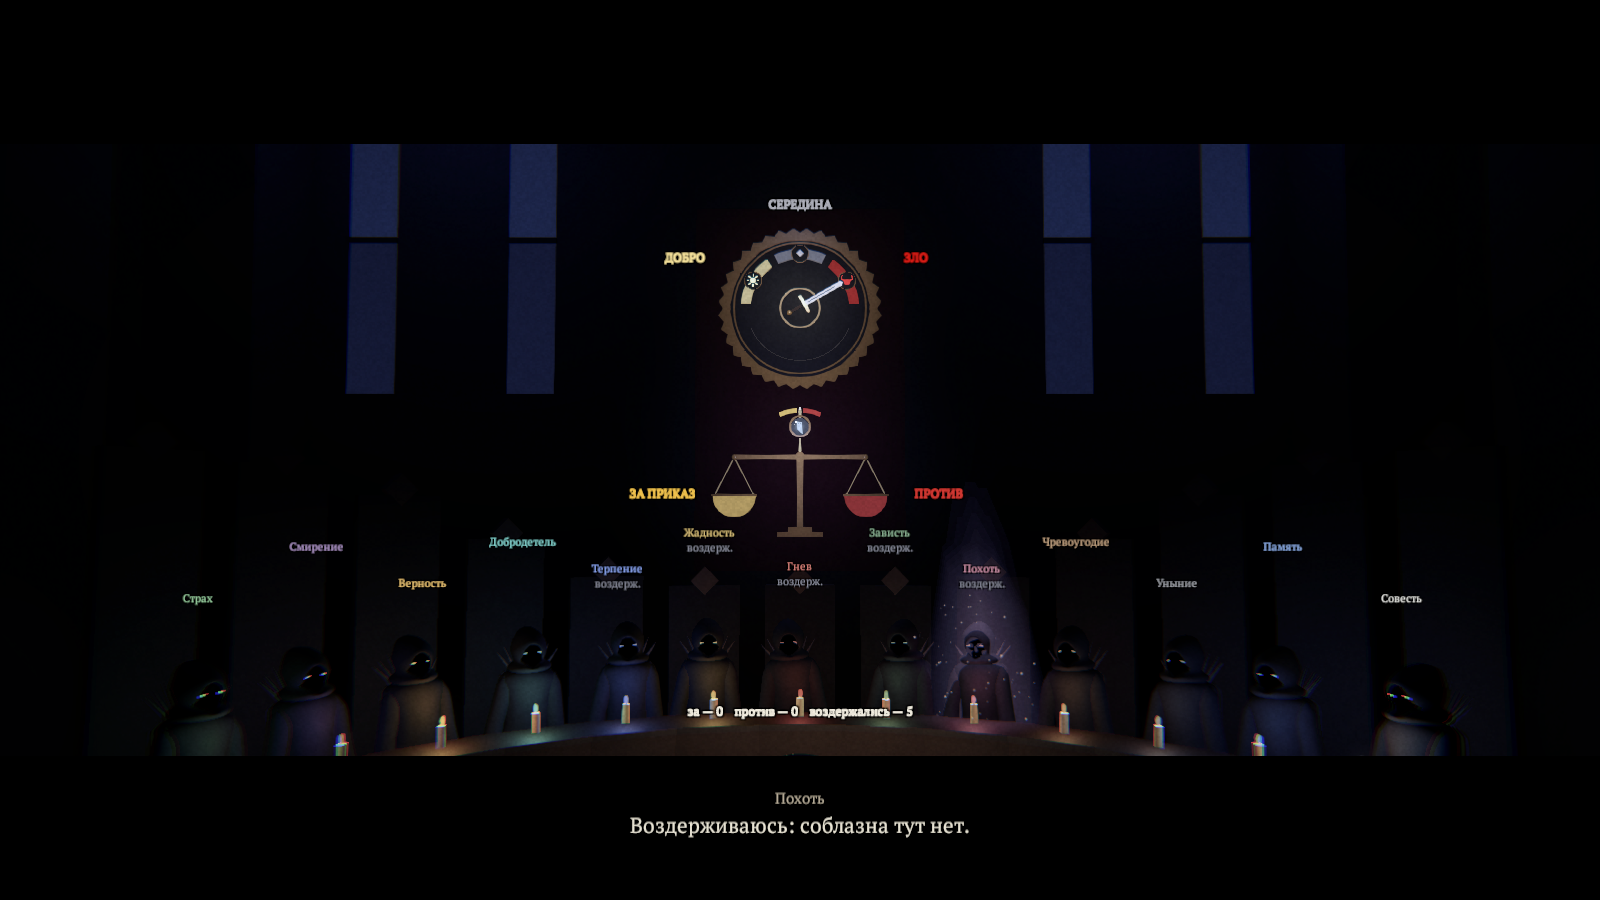 СЕРЕДИНА
ДОБРО
ЗЛО
ЗА ПРИКАЗ
ПРОТИВ
Жадность
воздерж.
Зависть
воздерж.
Смирение
Добродетель
Чревоугодие
Память
Терпение
воздерж.
Гнев
воздерж.
Похоть
воздерж.
Верность
Уныние
Страх
Совесть
за — 0 против — 0 воздержались — 5
Похоть
Воздерживаюсь: соблазна тут нет.